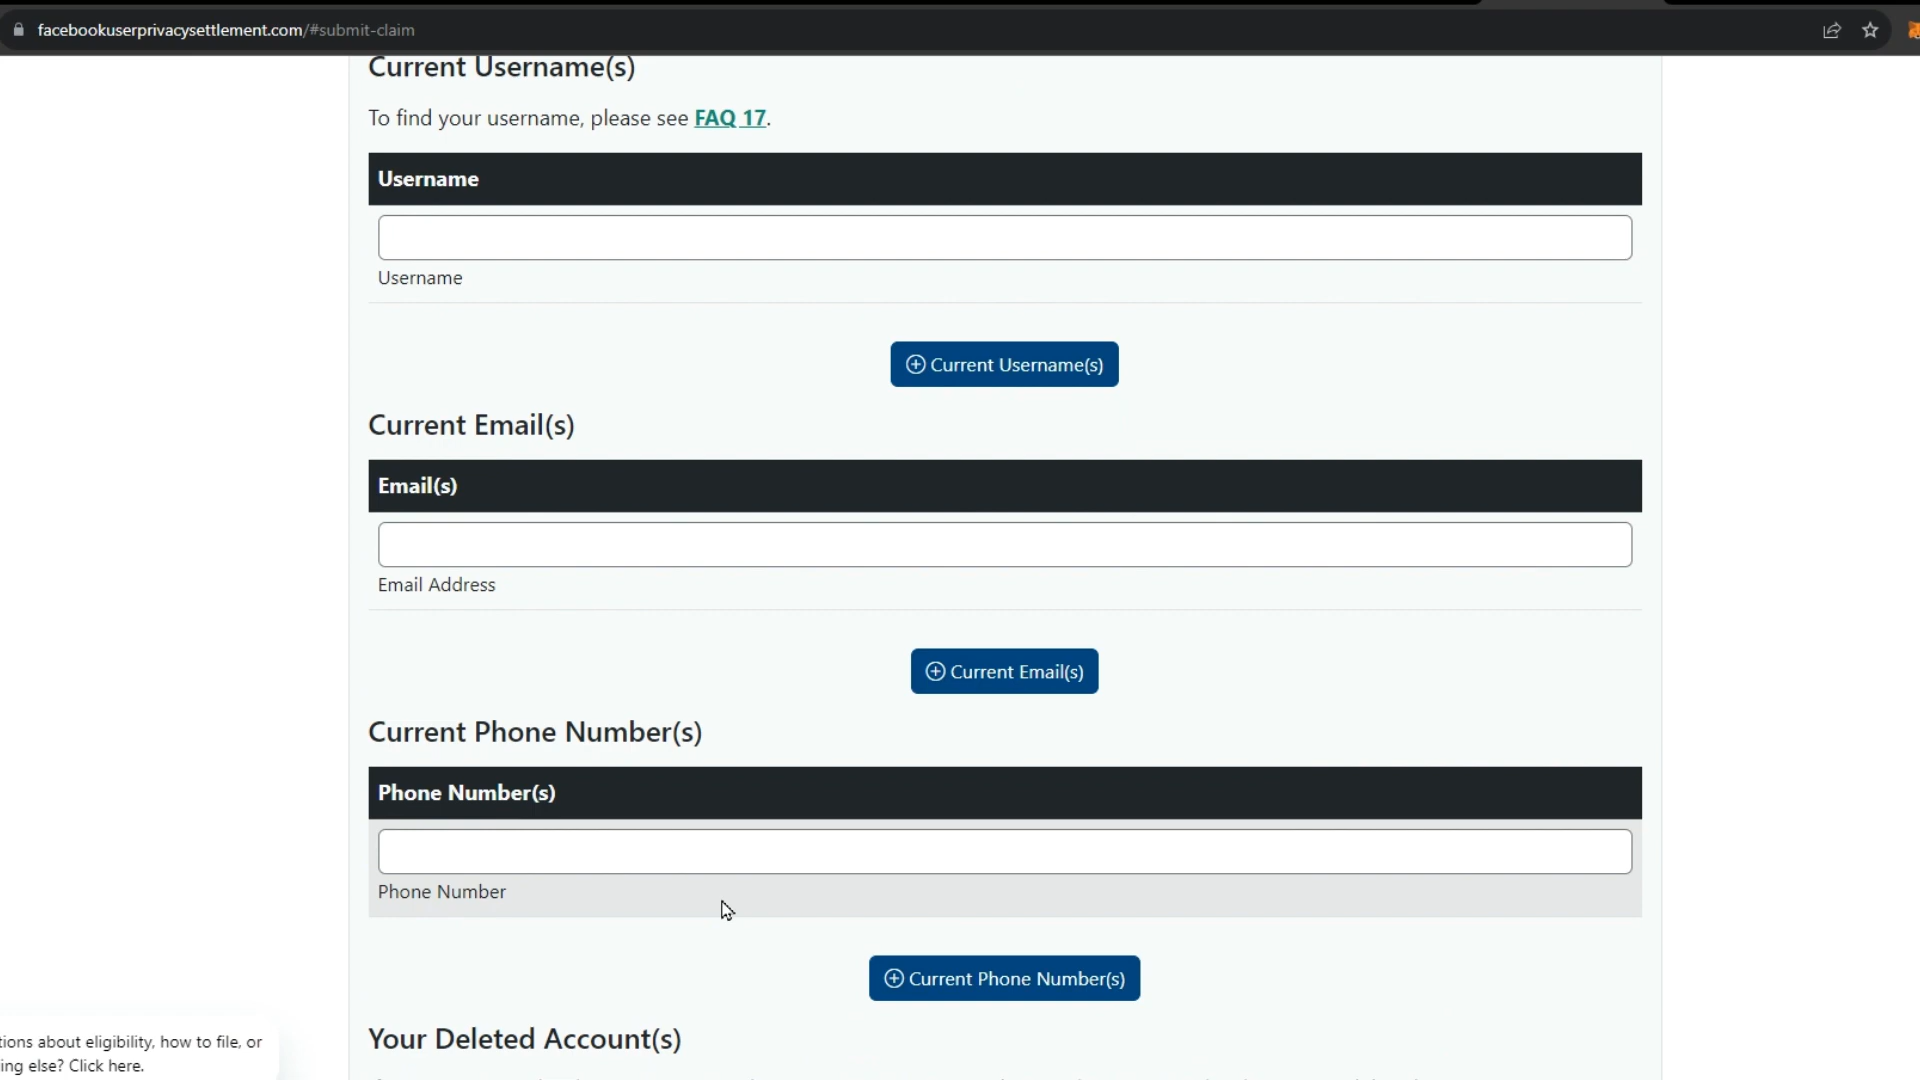 facebookuserprivacysettlement.com/#submit-claim
Current Username(s)
To find your username, please see FAQ 17.
Username
Username
Current Username(s)
Current Email(s)
Email(s)
Email Address
Current Email(s)
Current Phone Number(s)
Phone Number(s)
Phone Number
Current Phone Number(s)
Your Deleted Account(s)
tions about eligibility, how to file, or
ing else? Click here.